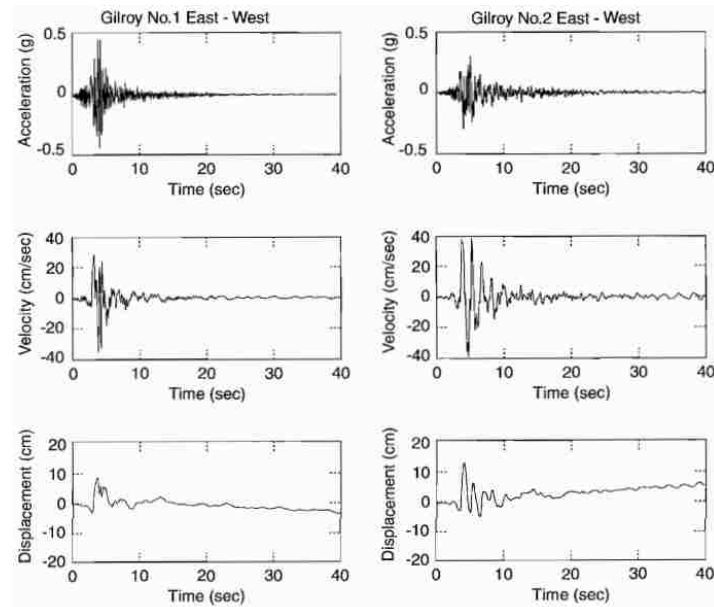 Gilroy No.1 East - West
Acceleration (g)
0.5
0
-0.5
0 10 20 30 40
Time (sec)
Gilroy No.2 East - West
Acceleration (g)
0.5
0
-0.5
0 10 20 30 40
Time (sec)
Velocity (cm/sec)
40
20
0
-20
-40
0 10 20 30 40
Time (sec)
Velocity (cm/sec)
40
20
0
-20
-40
0 10 20 30 40
Time (sec)
Displacement (cm)
20
10
0
-10
-20
0 10 20 30 40
Time (sec)
Displacement (cm)
20
10
0
-10
-20
0 10 20 30 40
Time (sec)